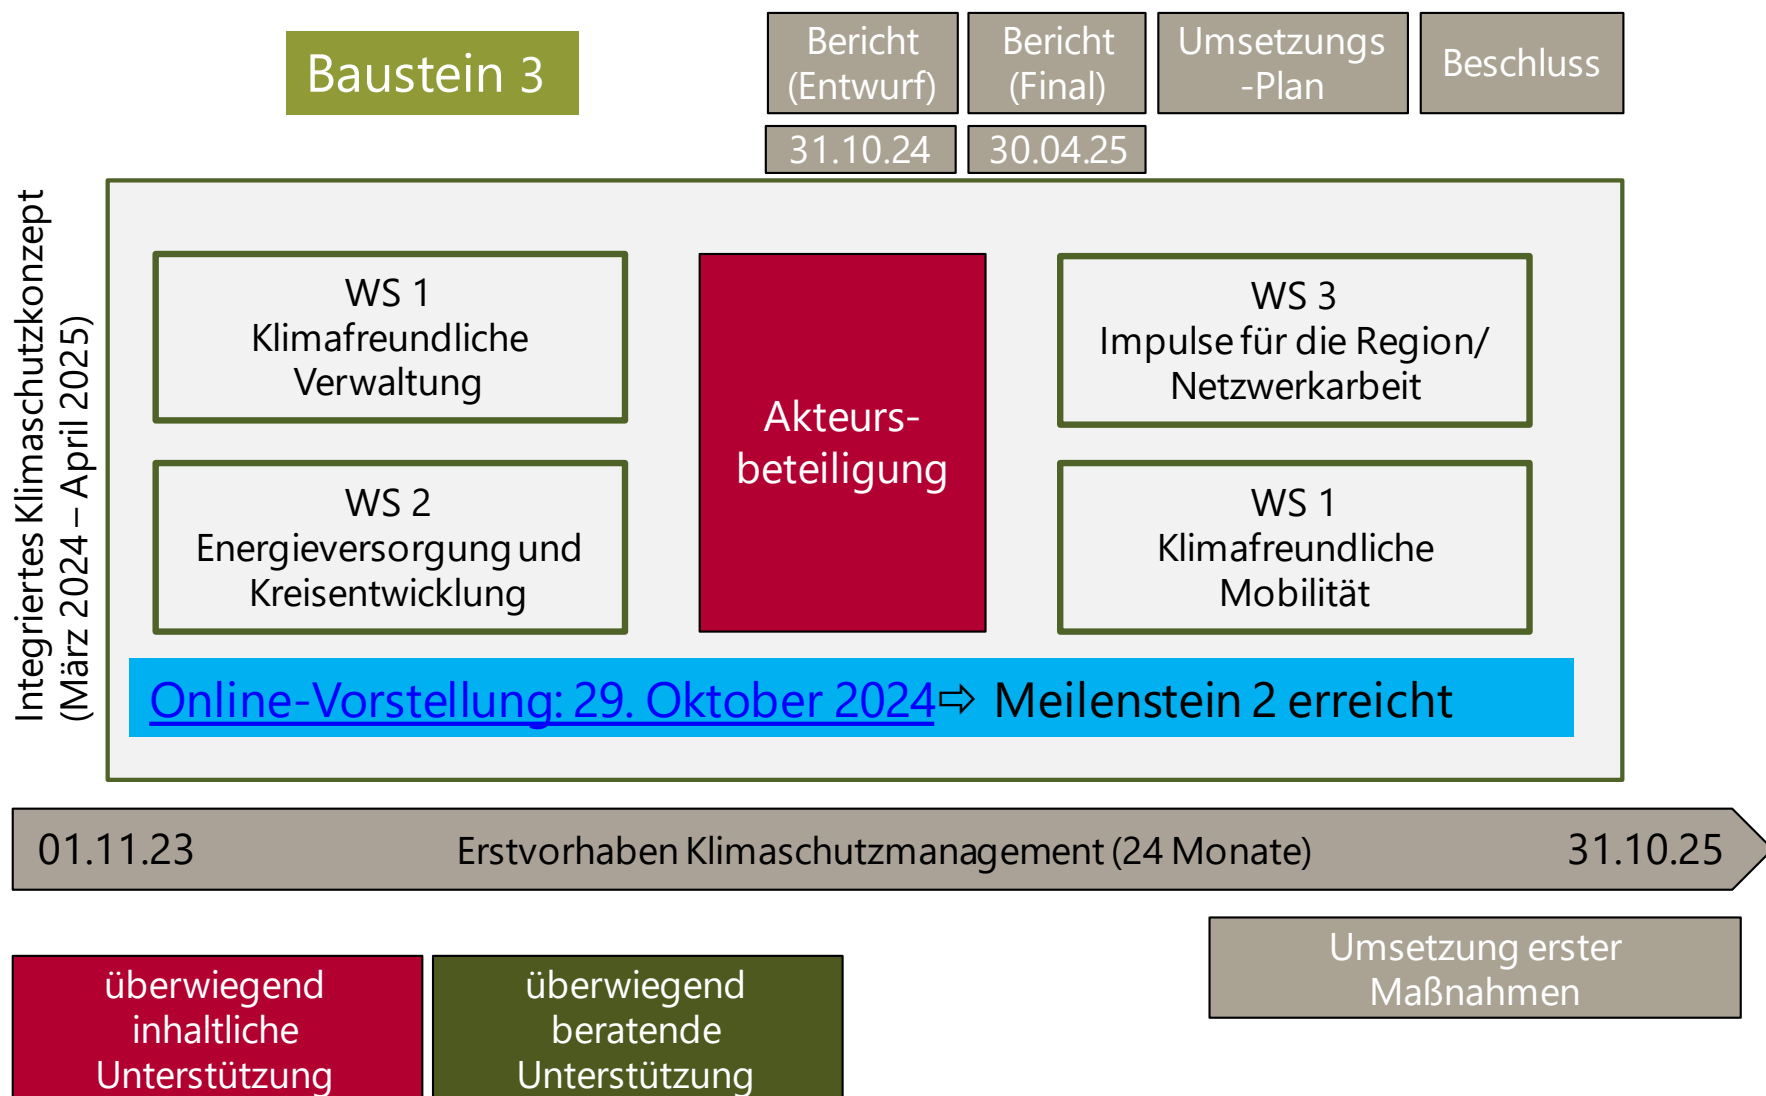 Baustein 3
Bericht
(Entwurf)
Bericht
(Final)
Umsetzungs
-Plan
Beschluss
31.10.24
30.04.25
Integriertes Klimaschutzkonzept
(März 2024 – April 2025)
WS 1
Klimafreundliche
Verwaltung
WS 2
Energieversorgung und
Kreisentwicklung
Akteurs-
beteiligung
WS 3
Impulse für die Region/
Netzwerkarbeit
WS 1
Klimafreundliche
Mobilität
Online-Vorstellung: 29. Oktober 2024⇨ Meilenstein 2 erreicht
01.11.23 Erstvorhaben Klimaschutzmanagement (24 Monate) 31.10.25
Umsetzung erster
Maßnahmen
überwiegend
inhaltliche
Unterstützung
überwiegend
beratende
Unterstützung